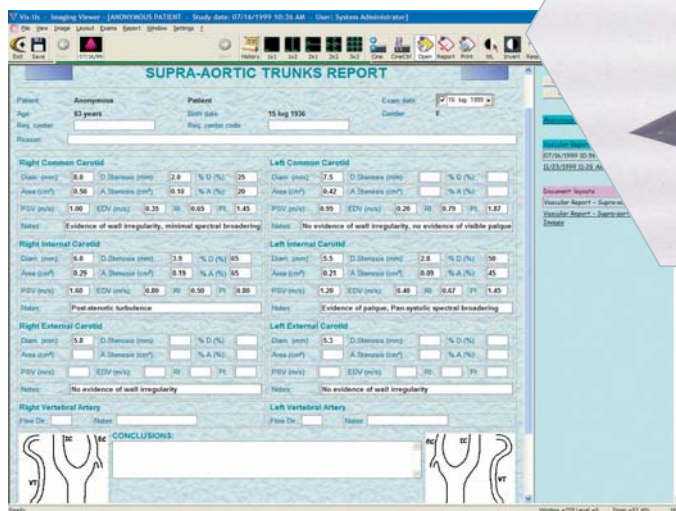 Vis-Us - Imaging Viewer - [ANONYMOUS PATIENT - Study date: 07/16/1999 10:36 AM - User: System Administrator]
File View Image Layout Exams Report Window Settings ?
Exit Save 07/16/99 History 1x1 1x2 2x1 2x2 3x2 Cine CineCtrl Open Report Print WL Invert
SUPRA-AORTIC TRUNKS REPORT
Patient: Anonymous Patient Exam date: 16 lug 1999
Age: 63 years Birth date: 15 lug 1936 Gender: F
Req. center: Req. center code:
Reason:
Right Common Carotid Left Common Carotid
Diam. (mm): 8.0 D.Stenosis (mm): 2.0 % D (%): 25 Diam. (mm): 7.5 D.Stenosis (mm): % D (%):
Area (cm²): 0.50 A.Stenosis (cm²): 0.10 % A (%): 20 Area (cm²): 0.42 A.Stenosis (cm²): % A (%):
PSV (m/s): 1.00 EDV (m/s): 0.35 RI: 0.65 PI: 1.45 PSV (m/s): 0.95 EDV (m/s): 0.20 RI: 0.79 PI: 1.87
Notes: Evidence of wall irregularity, minimal spectral broadering Notes: No evidence of wall irregularity, no evidence of visible palque
Right Internal Carotid Left Internal Carotid
Diam. (mm): 6.0 D.Stenosis (mm): 3.9 % D (%): 65 Diam. (mm): 5.5 D.Stenosis (mm): 2.8 % D (%): 50
Area (cm²): 0.29 A.Stenosis (cm²): 0.19 % A (%): 65 Area (cm²): 0.21 A.Stenosis (cm²): 0.09 % A (%): 45
PSV (m/s): 1.60 EDV (m/s): 0.80 RI: 0.50 PI: 0.80 PSV (m/s): 1.20 EDV (m/s): 0.40 RI: 0.67 PI: 1.45
Notes: Post-stenotic turbulence Notes: Evidence of palque, Pan-systolic spectral broadering
Right External Carotid Left External Carotid
Diam. (mm): 5.8 D.Stenosis (mm): % D (%): Diam. (mm): 5.3 D.Stenosis (mm): % D (%):
Area (cm²): A.Stenosis (cm²): % A (%): Area (cm²): A.Stenosis (cm²): % A (%):
PSV (m/s): EDV (m/s): RI: PI: PSV (m/s): EDV (m/s): RI: PI:
Notes: No evidence of wall irregularity Notes: No evidence of wall irregularity
Right Vertebral Artery Left Vertebral Artery
Flow Dir: Notes: Flow Dir: Notes:
CONCLUSIONS:
IC EC VT
EC IC VT
Vascular Report
07/16/1999 10:36
11/23/1999 11:28 AM
Document layouts
Vascular Report - Supra-ao
Vascular Report - Supra-aort
Images
Ready